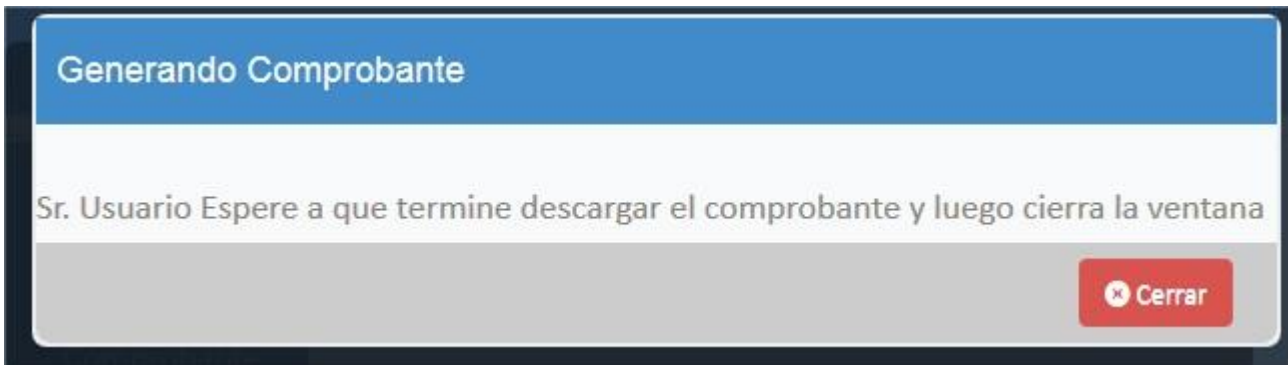 Generando Comprobante
Sr. Usuario Espere a que termine descargar el comprobante y luego cierra la ventana
Cerrar